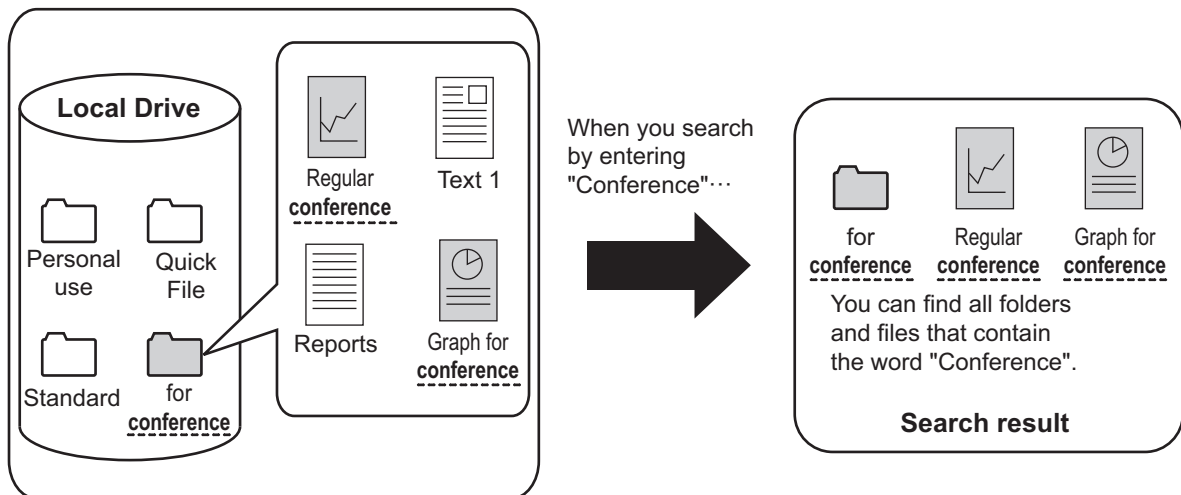 Local Drive
Personal
use
Quick
File
Standard
for
conference
Regular
conference
Text 1
Reports
Graph for
conference
When you search
by entering
"Conference"···
for
conference
Regular
conference
Graph for
conference
You can find all folders
and files that contain
the word "Conference".
Search result